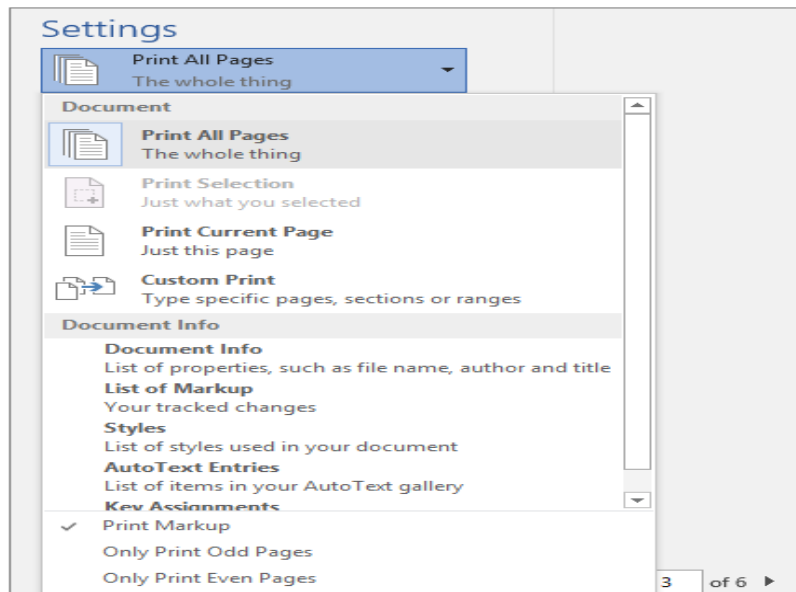 Settings
Print All Pages
The whole thing
Document
Print All Pages
The whole thing
Print Selection
Just what you selected
Print Current Page
Just this page
Custom Print
Type specific pages, sections or ranges
Document Info
Document Info
List of properties, such as file name, author and title
List of Markup
Your tracked changes
Styles
List of styles used in your document
AutoText Entries
List of items in your AutoText gallery
Key Assignments
Print Markup
Only Print Odd Pages
Only Print Even Pages
3 of 6